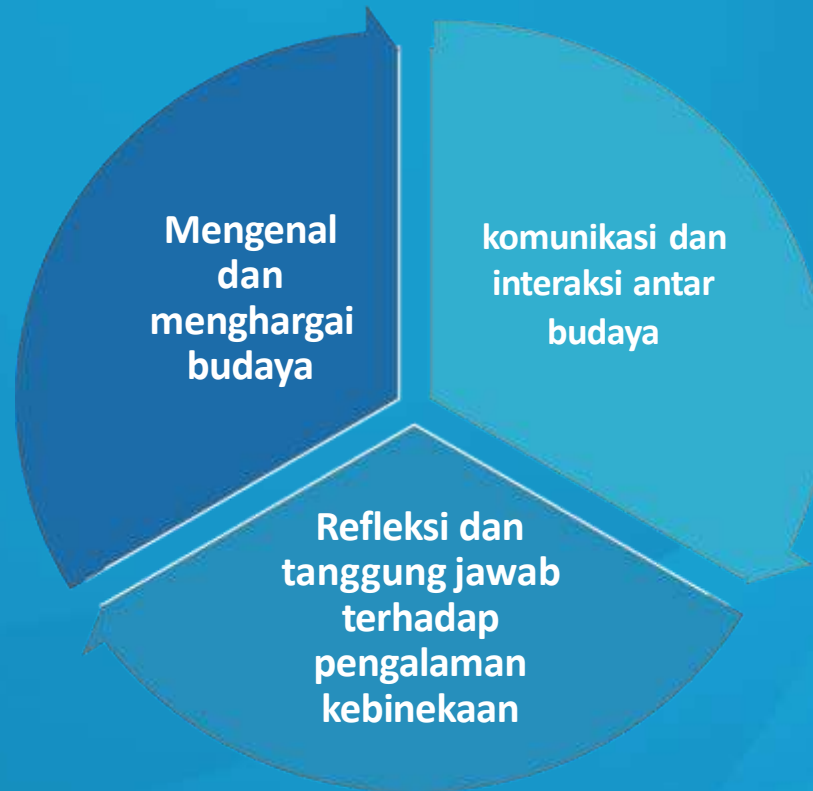 Mengenal
dan
menghargai
budaya
komunikasi dan
interaksi antar
budaya
Refleksi dan
tanggung jawab
terhadap
pengalaman
kebinekaan